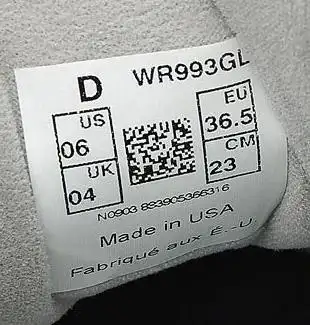 D WR993GL
US 06 EU 36.5
UK 04 CM 23
N0903 883905366316
Made in USA
Fabriqué aux É.-U.